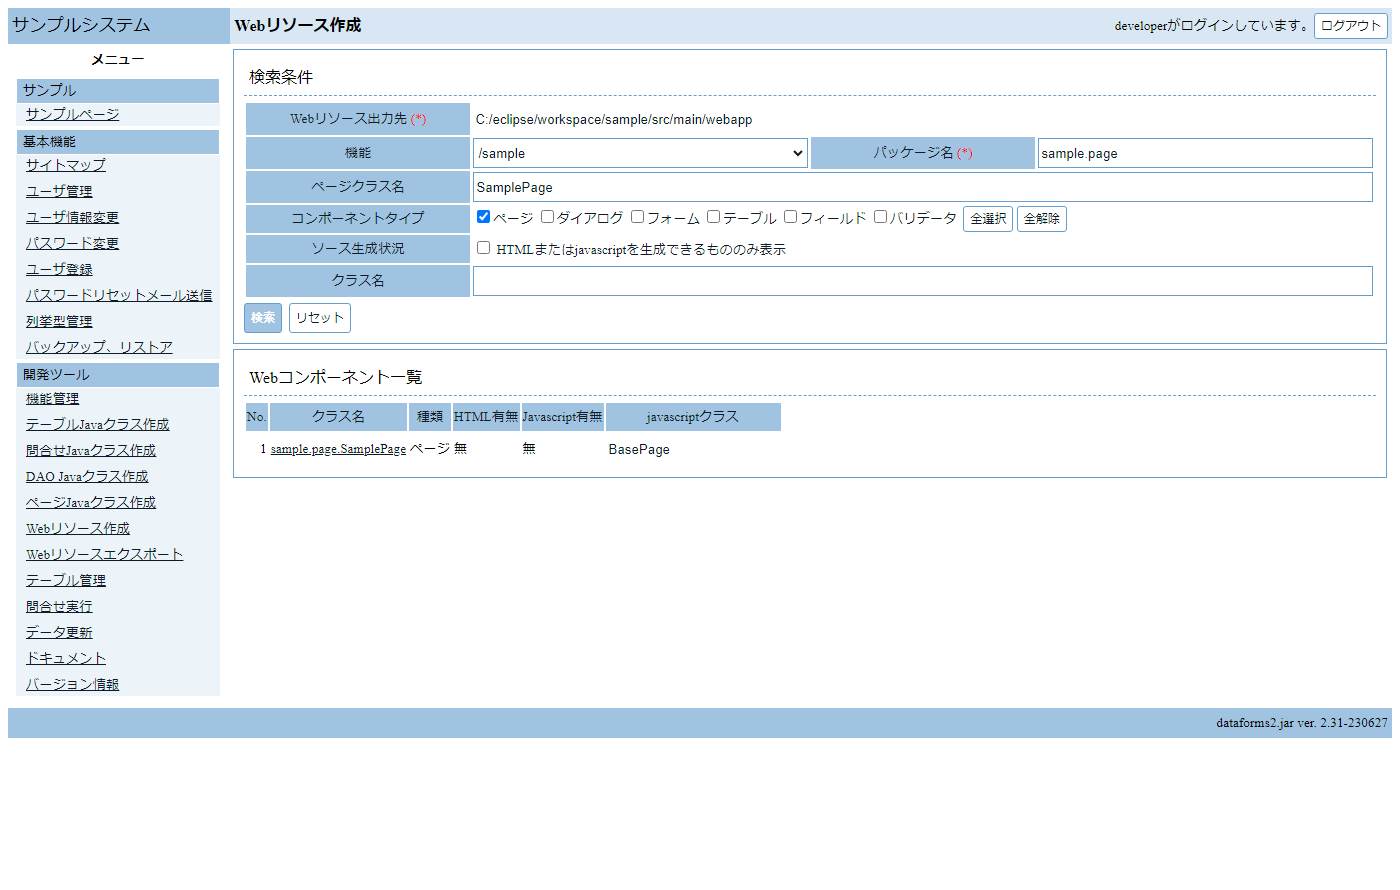 サンプルシステム
Webリソース作成
developerがログインしています。 ログアウト
メニュー
サンプル
サンプルページ
基本機能
サイトマップ
ユーザ管理
ユーザ情報変更
パスワード変更
ユーザ登録
パスワードリセットメール送信
列挙型管理
バックアップ、リストア
開発ツール
機能管理
テーブルJavaクラス作成
問合せJavaクラス作成
DAO Javaクラス作成
ページJavaクラス作成
Webリソース作成
Webリソースエクスポート
テーブル管理
問合せ実行
データ更新
ドキュメント
バージョン情報
検索条件
Webリソース出力先 (*) C:/eclipse/workspace/sample/src/main/webapp
機能 /sample パッケージ名 (*) sample.page
ページクラス名 SamplePage
コンポーネントタイプ ページ ダイアログ フォーム テーブル フィールド バリデータ 全選択 全解除
ソース生成状況 HTMLまたはjavascriptを生成できるもののみ表示
クラス名
検索 リセット
Webコンポーネント一覧
No. クラス名 種類 HTML有無 Javascript有無 javascriptクラス
1 sample.page.SamplePage ページ 無 無 BasePage
dataforms2.jar ver. 2.31-230627